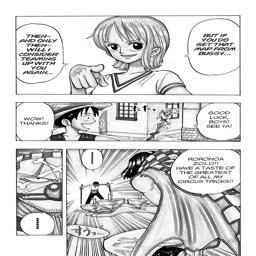 BUT IF
YOU DO
GET THAT
MAP FROM
BUGGY...
THEN--
AND ONLY
THEN--
WILL I
CONSIDER
TEAMING
UP WITH
YOU
AGAIN...
GOOD
LUCK,
BOYS!
SEE YA!
WOW!
THANKS!
RORONOA
ZOLO!!
HAVE A TASTE OF
THE GREATEST
OF ALL MY
CIRCUS TRICKS!!
!
!!